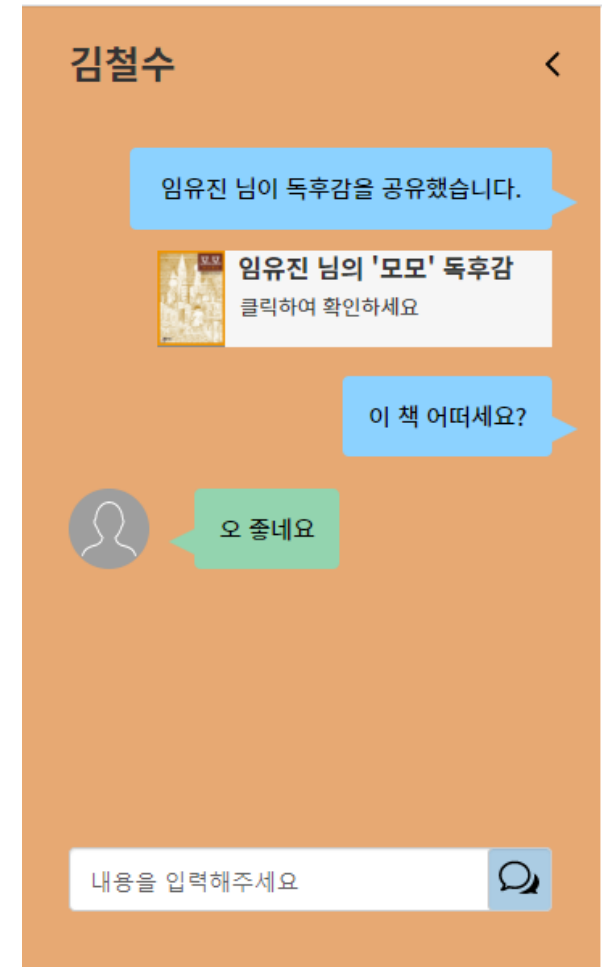 김철수
임유진 님이 독후감을 공유했습니다.
모모
임유진 님의 '모모' 독후감
클릭하여 확인하세요
이 책 어떠세요?
오 좋네요
내용을 입력해주세요